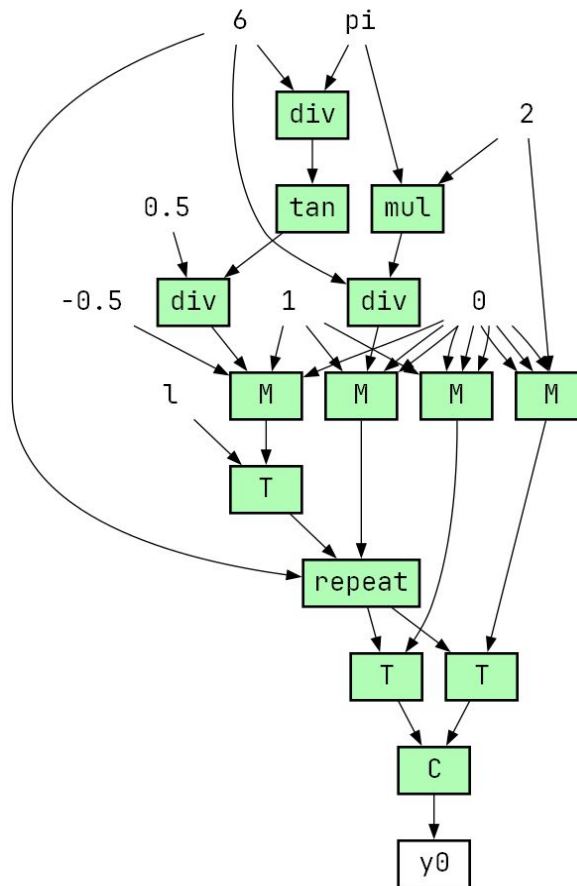 6 pi
div
2
0.5 tan mul
-0.5 div 1 div 0
l M M M M
T
repeat
T T
C
y0